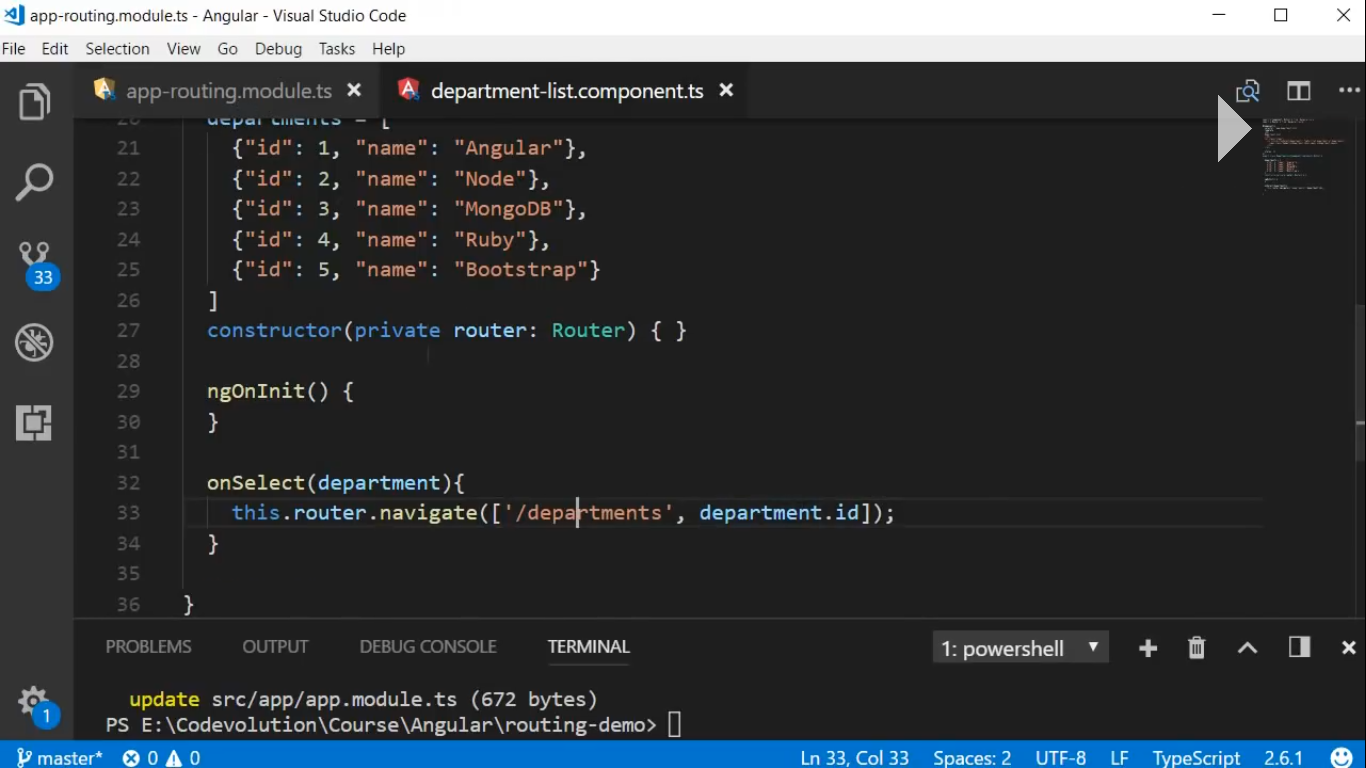 app-routing.module.ts - Angular - Visual Studio Code
File Edit Selection View Go Debug Tasks Help
app-routing.module.ts department-list.component.ts
20 departments = [
21 {"id": 1, "name": "Angular"},
22 {"id": 2, "name": "Node"},
23 {"id": 3, "name": "MongoDB"},
24 {"id": 4, "name": "Ruby"},
25 {"id": 5, "name": "Bootstrap"}
26 ]
27 constructor(private router: Router) { }
28
29 ngOnInit() {
30 }
31
32 onSelect(department){
33 this.router.navigate(['/departments', department.id]);
34 }
35
36 }
33
1
PROBLEMS OUTPUT DEBUG CONSOLE TERMINAL 1: powershell
update src/app/app.module.ts (672 bytes)
PS E:\Codevolution\Course\Angular\routing-demo>
master* 0 0 Ln 33, Col 33 Spaces: 2 UTF-8 LF TypeScript 2.6.1